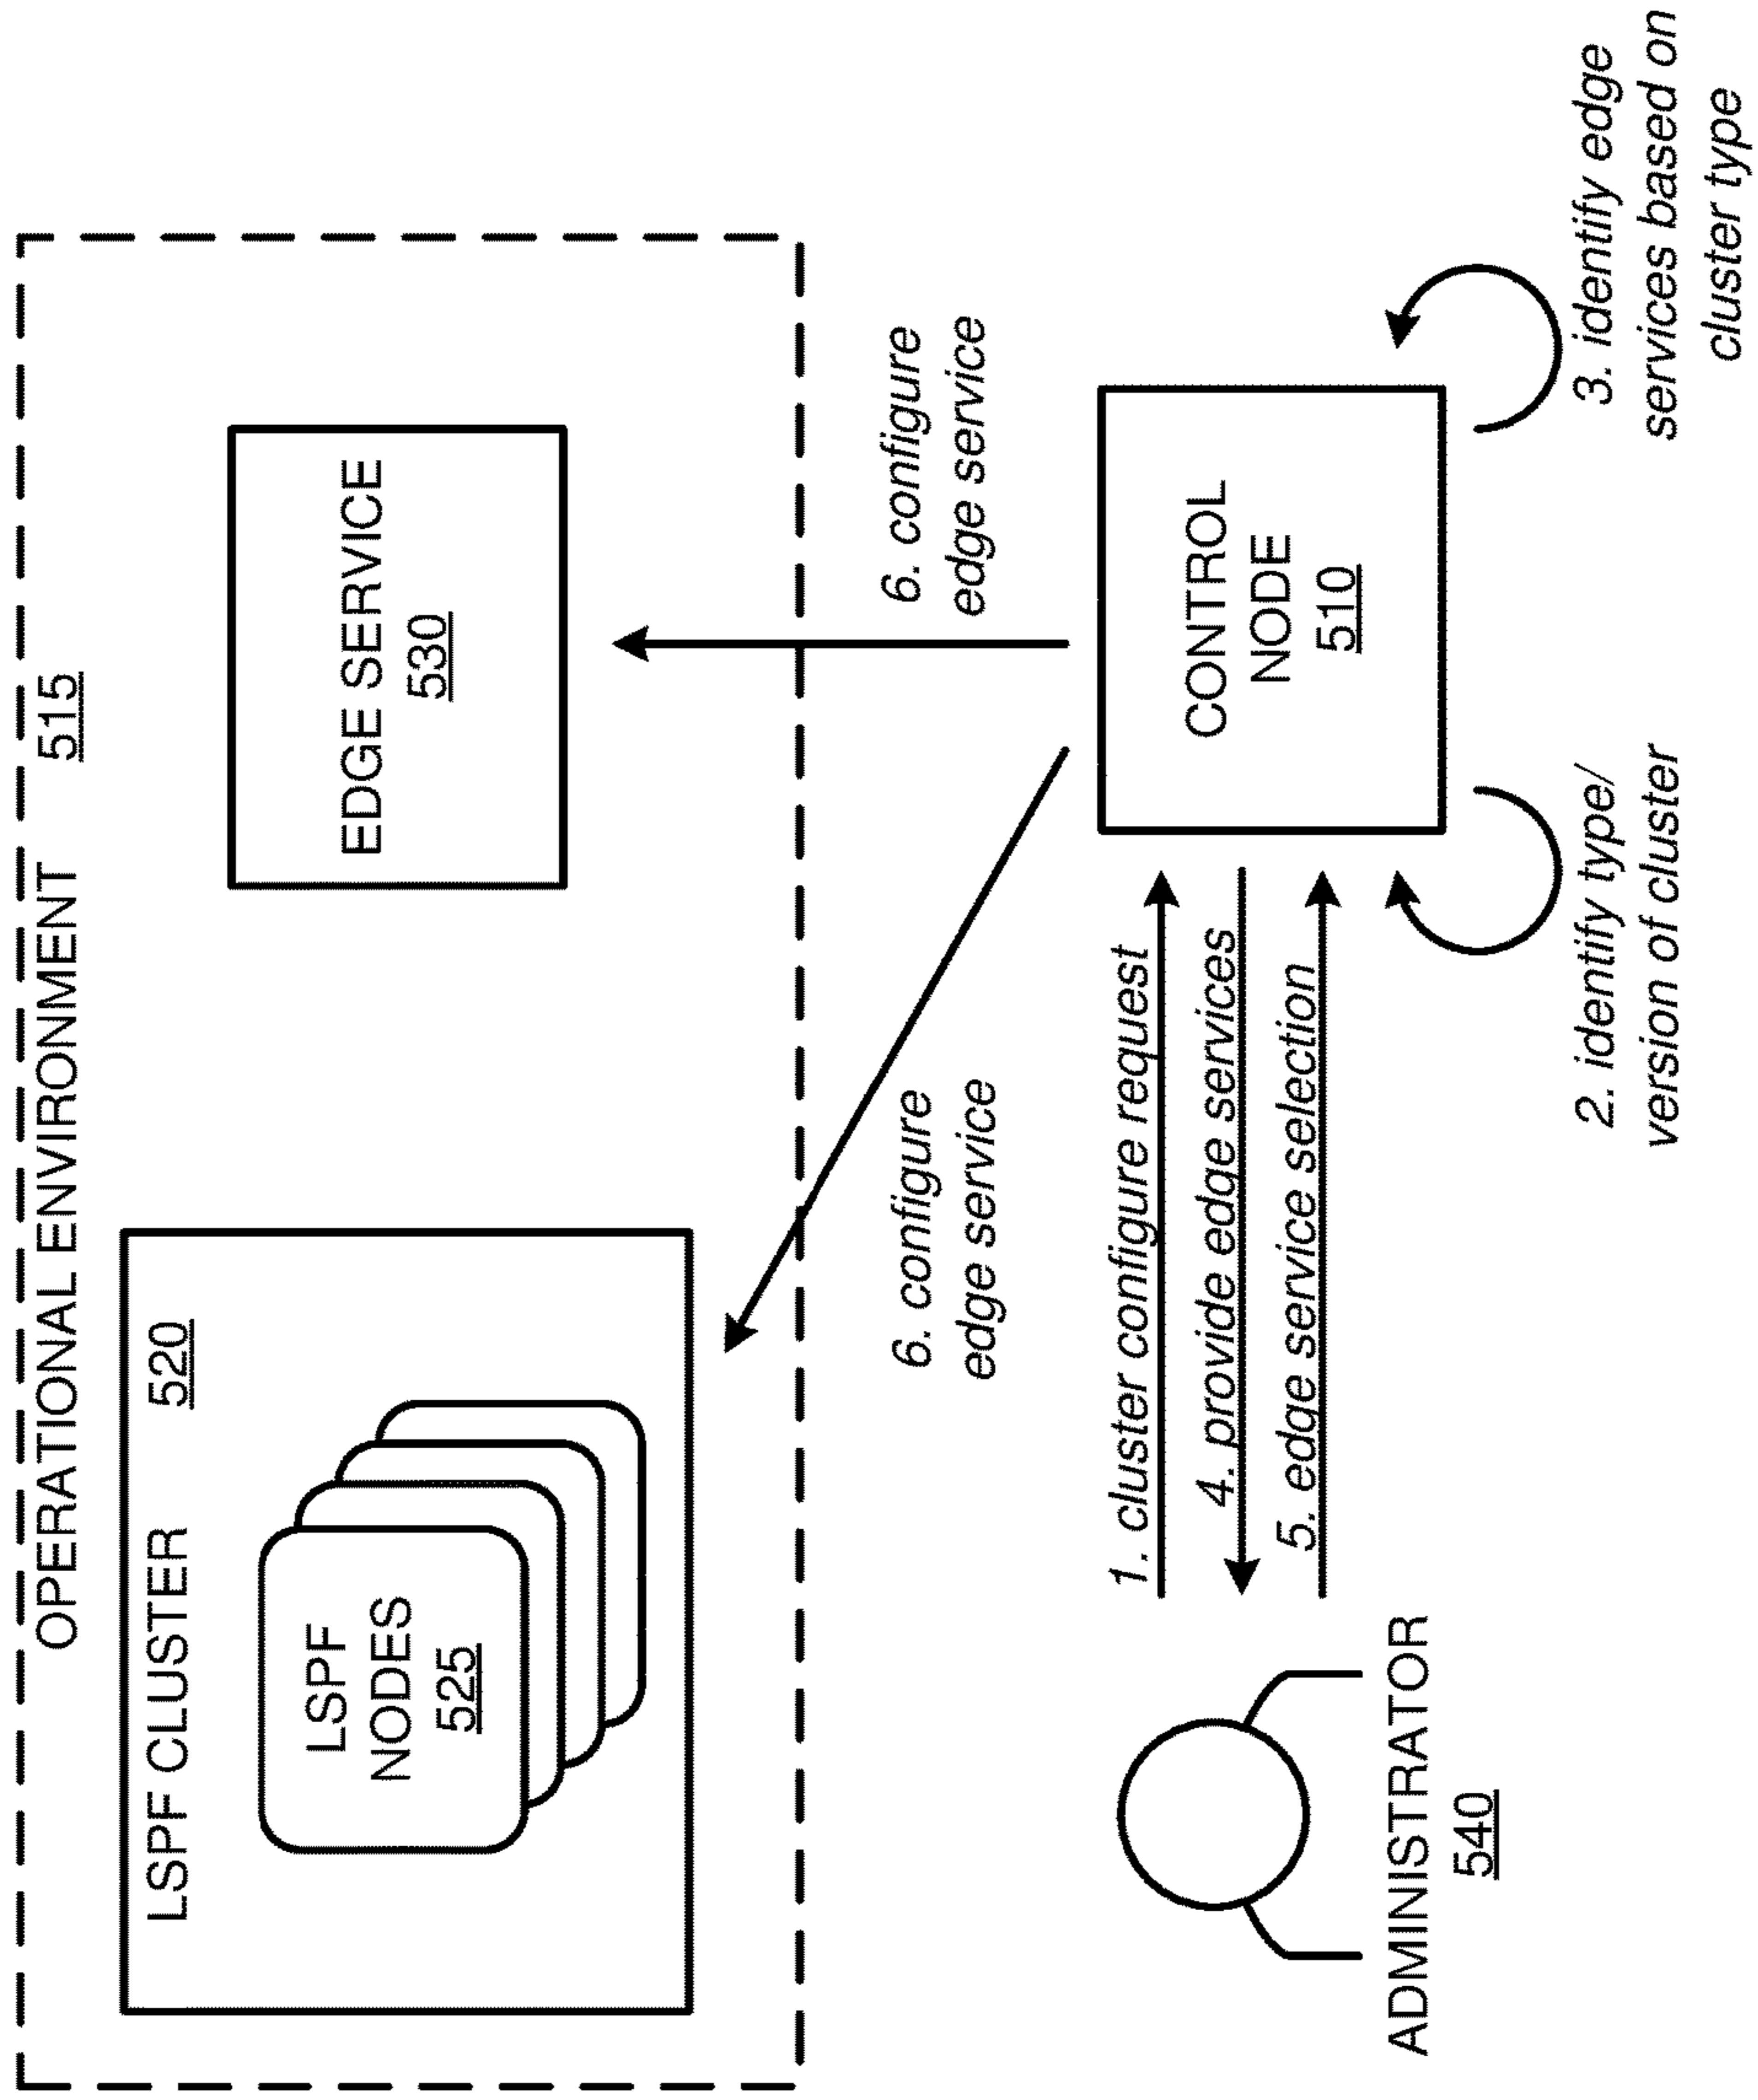 OPERATIONAL ENVIRONMENT 515
LSPF CLUSTER 520
LSPF
NODES
525
EDGE SERVICE
530
6. configure
edge service
6. configure
edge service
1. cluster configure request
4. provide edge services
5. edge service selection
CONTROL
NODE
510
ADMINISTRATOR
540
2. identify type/
version of cluster
3. identify edge
services based on
cluster type